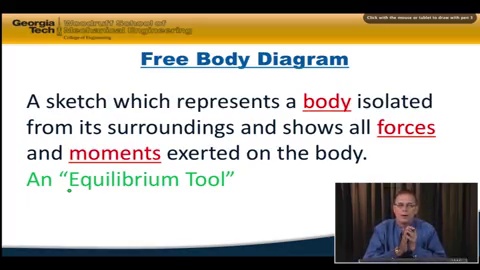 Georgia Tech
Woodruff School of
Mechanical Engineering
College of Engineering
Click with the mouse or tablet to draw with pen 3
Free Body Diagram
A sketch which represents a body isolated
from its surroundings and shows all forces
and moments exerted on the body.
An “Equilibrium Tool”